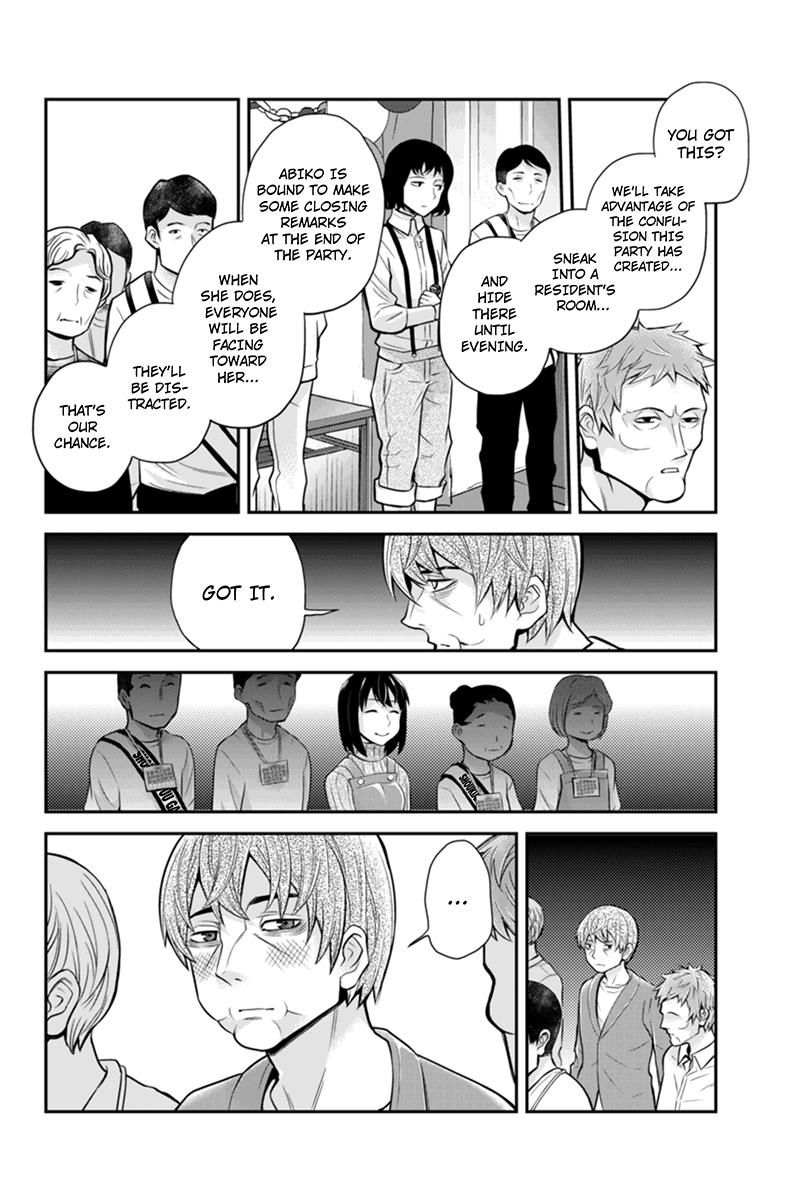 YOU GOT
THIS?
WE'LL TAKE
ADVANTAGE
OF THE
CONFU-
SION THIS
PARTY HAS
CREATED...
SNEAK
INTO A
RESIDENT'S
ROOM...
AND
HIDE
THERE
UNTIL
EVENING.
ABIKO IS
BOUND TO MAKE
SOME CLOSING
REMARKS
AT THE END OF
THE PARTY.
WHEN
SHE DOES,
EVERYONE
WILL BE
FACING
TOWARD
HER...
THEY'LL
BE DIS-
TRACTED.
THAT'S
OUR
CHANCE.
GOT IT.
...